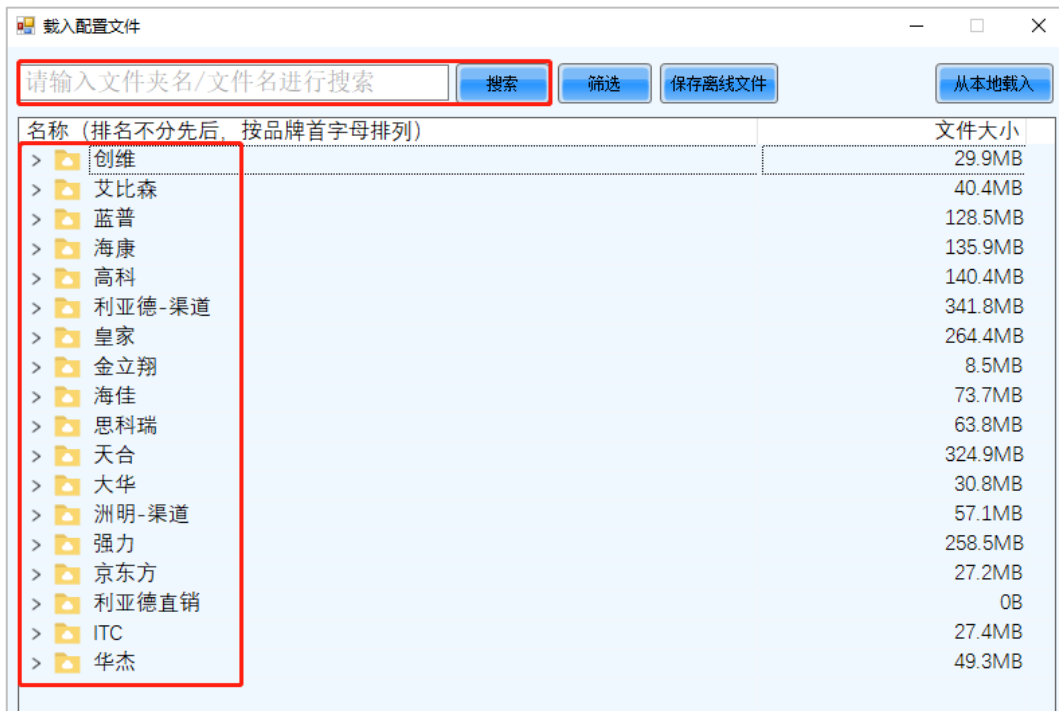 载入配置文件
请输入文件夹名/文件名进行搜索 搜索 筛选 保存离线文件 从本地载入
名称（排名不分先后，按品牌首字母排列） 文件大小
创维 29.9MB
艾比森 40.4MB
蓝普 128.5MB
海康 135.9MB
高科 140.4MB
利亚德-渠道 341.8MB
皇家 264.4MB
金立翔 8.5MB
海佳 73.7MB
思科瑞 63.8MB
天合 324.9MB
大华 30.8MB
洲明-渠道 57.1MB
强力 258.5MB
京东方 27.2MB
利亚德直销 0B
ITC 27.4MB
华杰 49.3MB